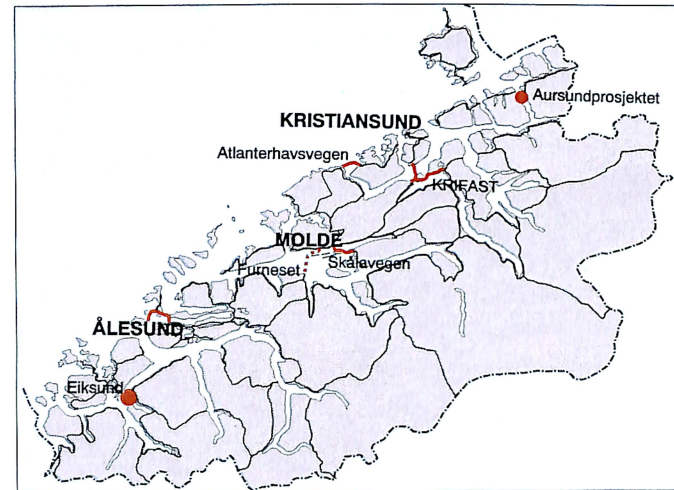 Aursundprosjektet
KRISTIANSUND
Atlanterhavsvegen
KRIFAST
MOLDE
Furneset
Skålavegen
ÅLESUND
Eiksund